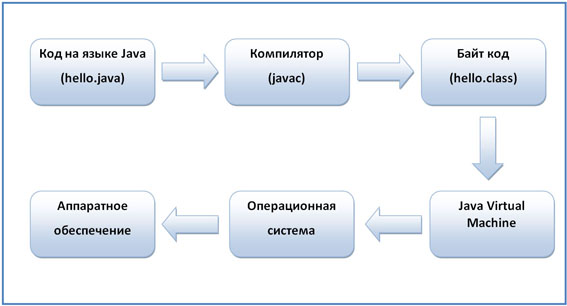 Код на языке Java
(hello.java)
Компилятор
(javac)
Байт код
(hello.class)
Java Virtual
Machine
Операционная
система
Аппаратное
обеспечение